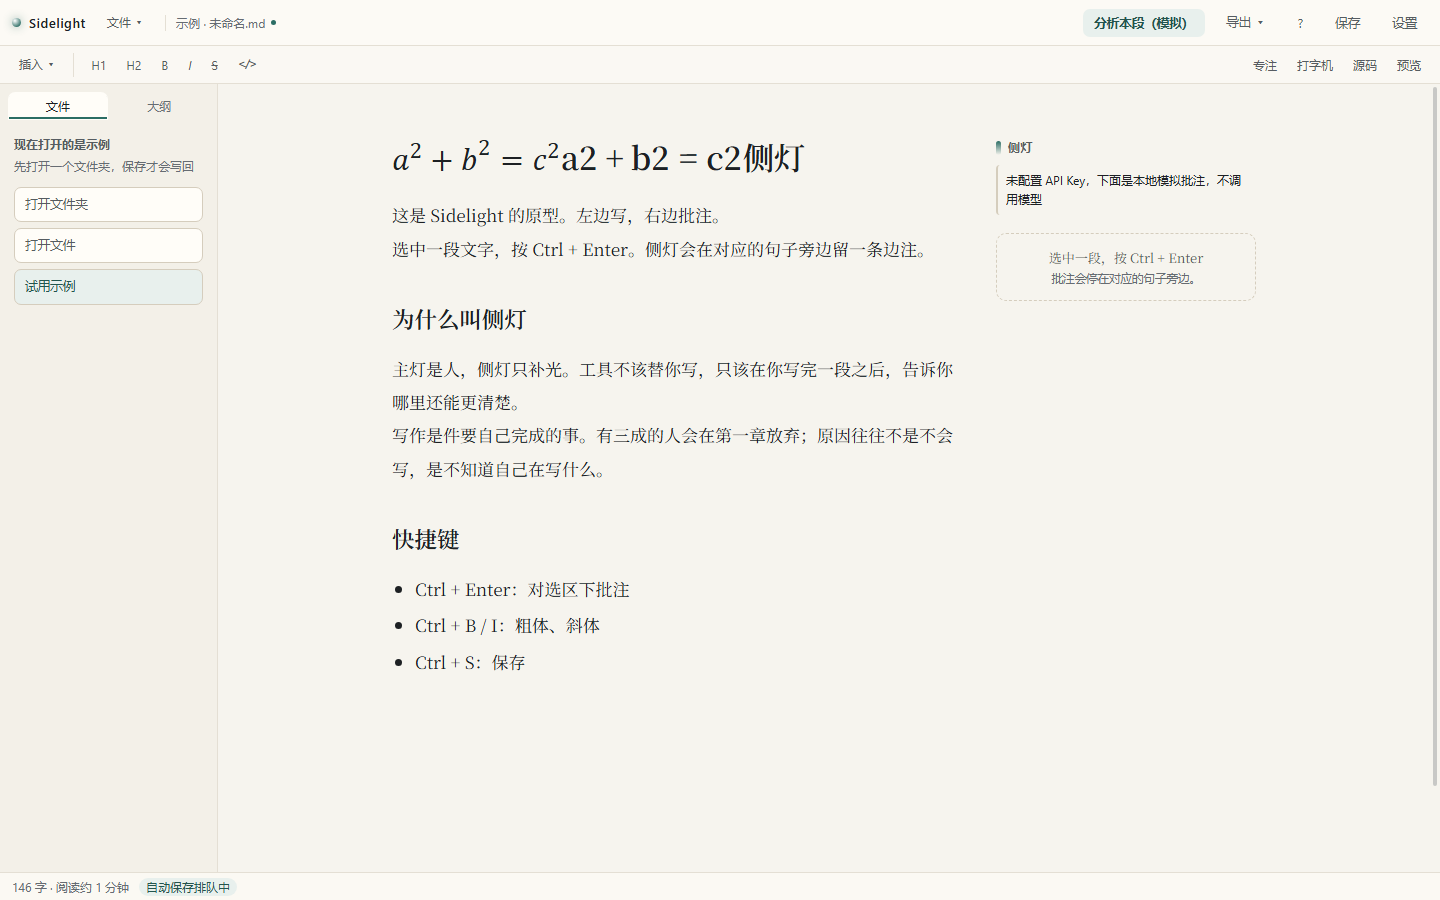 Sidelight 文件 ▾ 示例 · 未命名.md
分析本段（模拟） 导出 ▾ ? 保存 设置
插入 ▾ H1 H2 B I S </> 专注 打字机 源码 预览
文件 大纲
现在打开的是示例
先打开一个文件夹，保存才会写回
打开文件夹
打开文件
试用示例
a² + b² = c²a2 + b2 = c2侧灯
这是 Sidelight 的原型。左边写，右边批注。
选中一段文字，按 Ctrl + Enter。侧灯会在对应的句子旁边留一条边注。
为什么叫侧灯
主灯是人，侧灯只补光。工具不该替你写，只该在你写完一段之后，告诉你
哪里还能更清楚。
写作是件要自己完成的事。有三成的人会在第一章放弃；原因往往不是不会
写，是不知道自己在写什么。
快捷键
• Ctrl + Enter：对选区下批注
• Ctrl + B / I：粗体、斜体
• Ctrl + S：保存
侧灯
未配置 API Key，下面是本地模拟批注，不调
用模型
选中一段，按 Ctrl + Enter
批注会停在对应的句子旁边。
146 字 · 阅读约 1 分钟 自动保存排队中